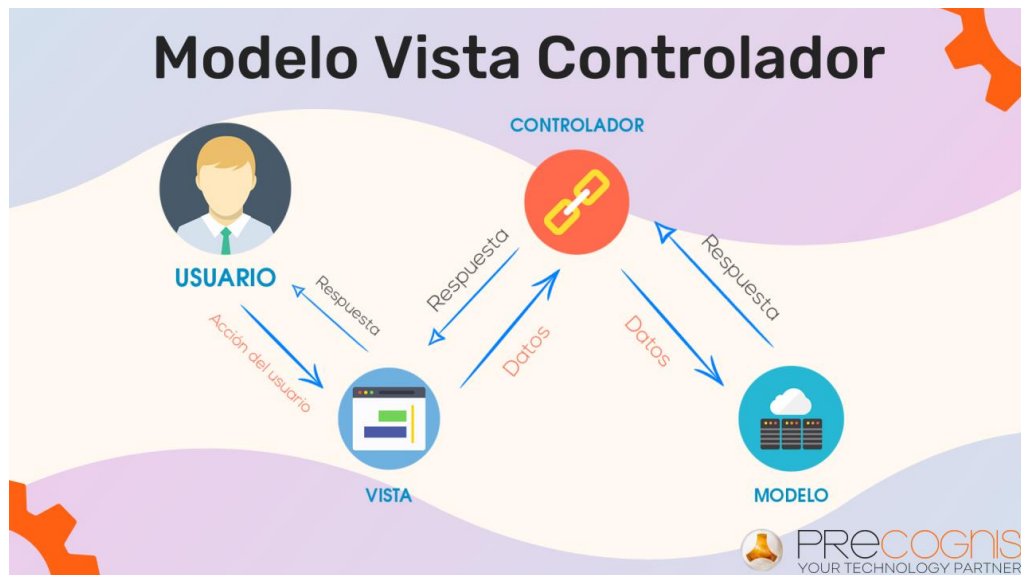 Modelo Vista Controlador
CONTROLADOR
USUARIO
Respuesta
Acción del usuario
Respuesta
Datos
Datos
Respuesta
VISTA
MODELO
PRECOGNIS
YOUR TECHNOLOGY PARTNER